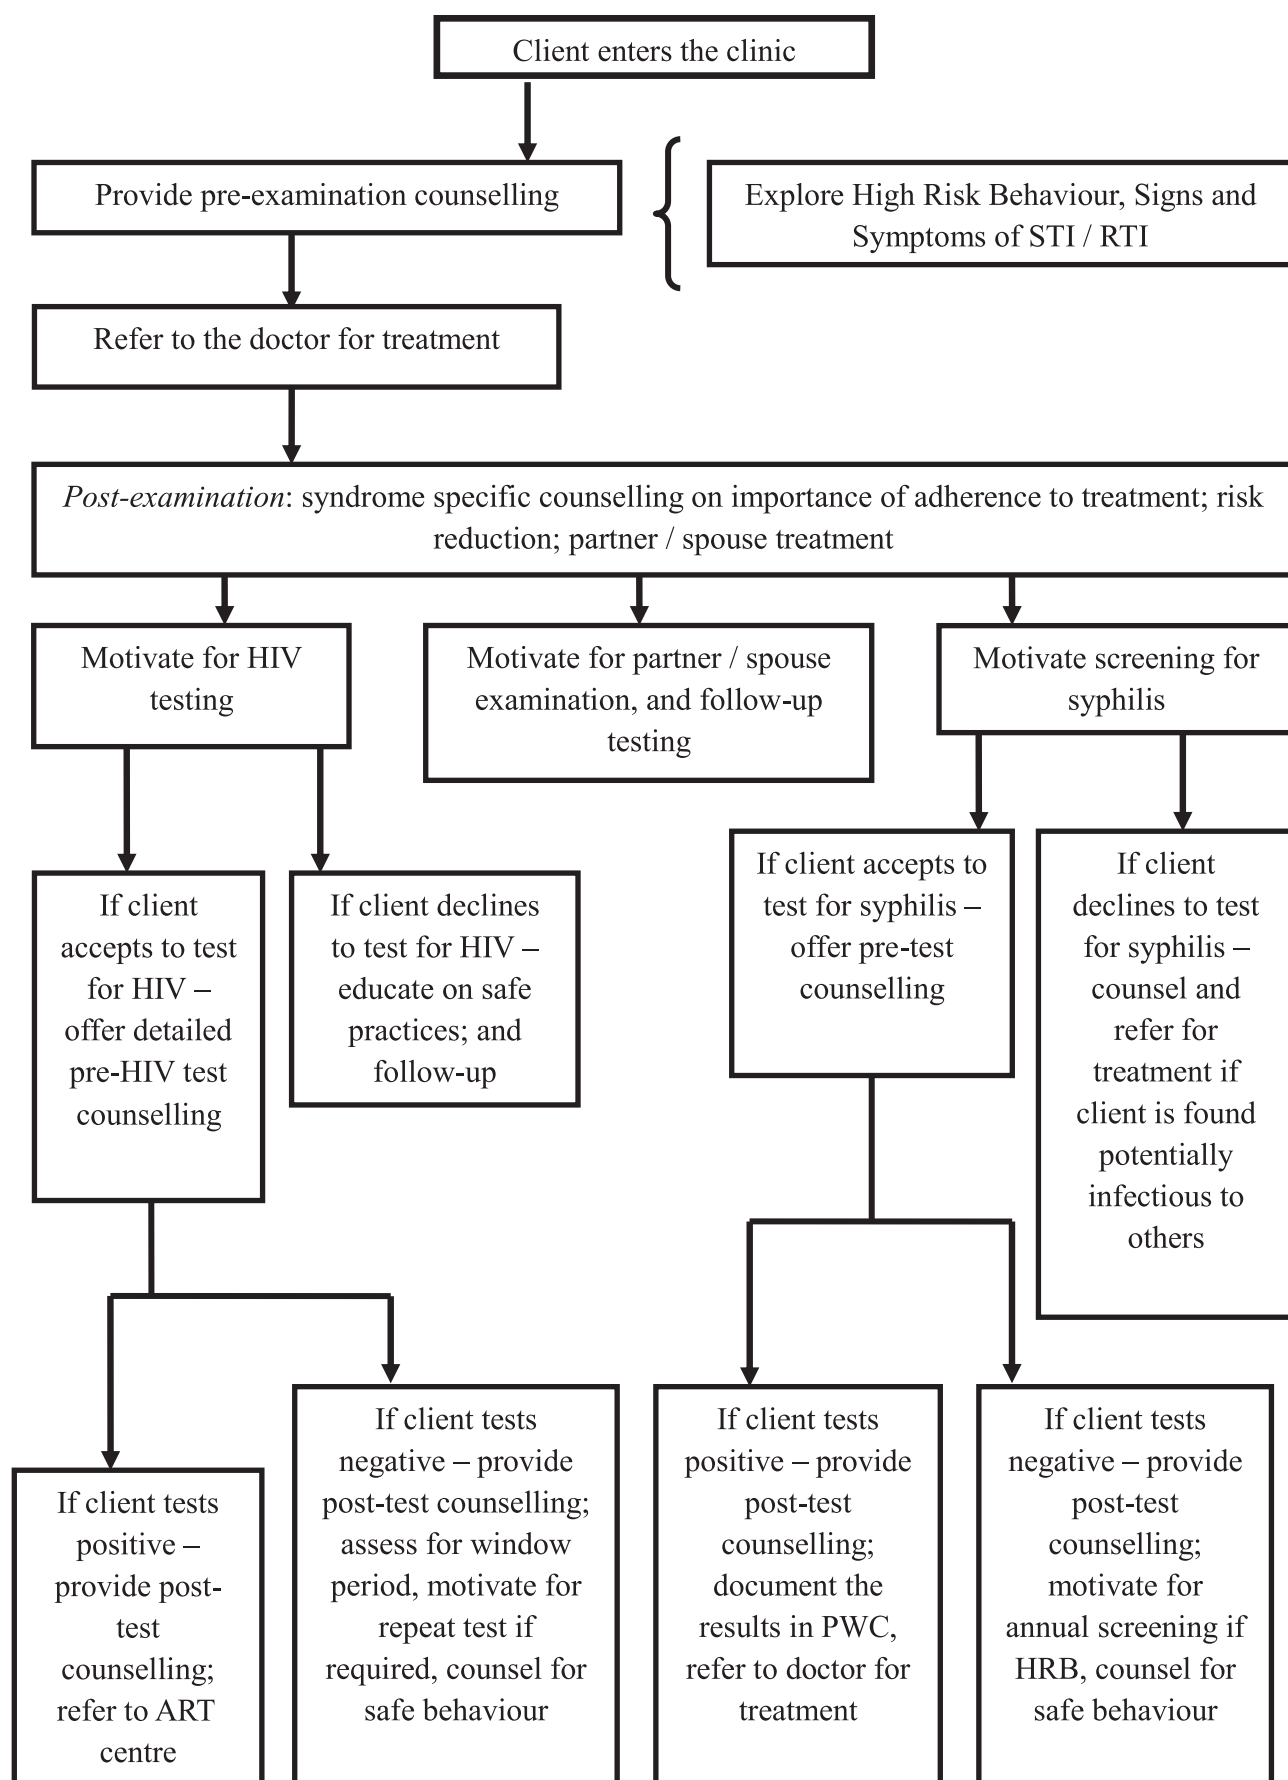 Client enters the clinic
Provide pre-examination counselling
Explore High Risk Behaviour, Signs and
Symptoms of STI / RTI
Refer to the doctor for treatment
Post-examination: syndrome specific counselling on importance of adherence to treatment; risk
reduction; partner / spouse treatment
Motivate for HIV
testing
Motivate for partner / spouse
examination, and follow-up
testing
Motivate screening for
syphilis
If client
accepts to test
for HIV –
offer detailed
pre-HIV test
counselling
If client declines
to test for HIV –
educate on safe
practices; and
follow-up
If client accepts to
test for syphilis –
offer pre-test
counselling
If client
declines to test
for syphilis –
counsel and
refer for
treatment if
client is found
potentially
infectious to
others
If client tests
positive –
provide post-
test
counselling;
refer to ART
centre
If client tests
negative – provide
post-test counselling;
assess for window
period, motivate for
repeat test if
required, counsel for
safe behaviour
If client tests
positive – provide
post-test
counselling;
document the
results in PWC,
refer to doctor for
treatment
If client tests
negative – provide
post-test
counselling;
motivate for
annual screening if
HRB, counsel for
safe behaviour